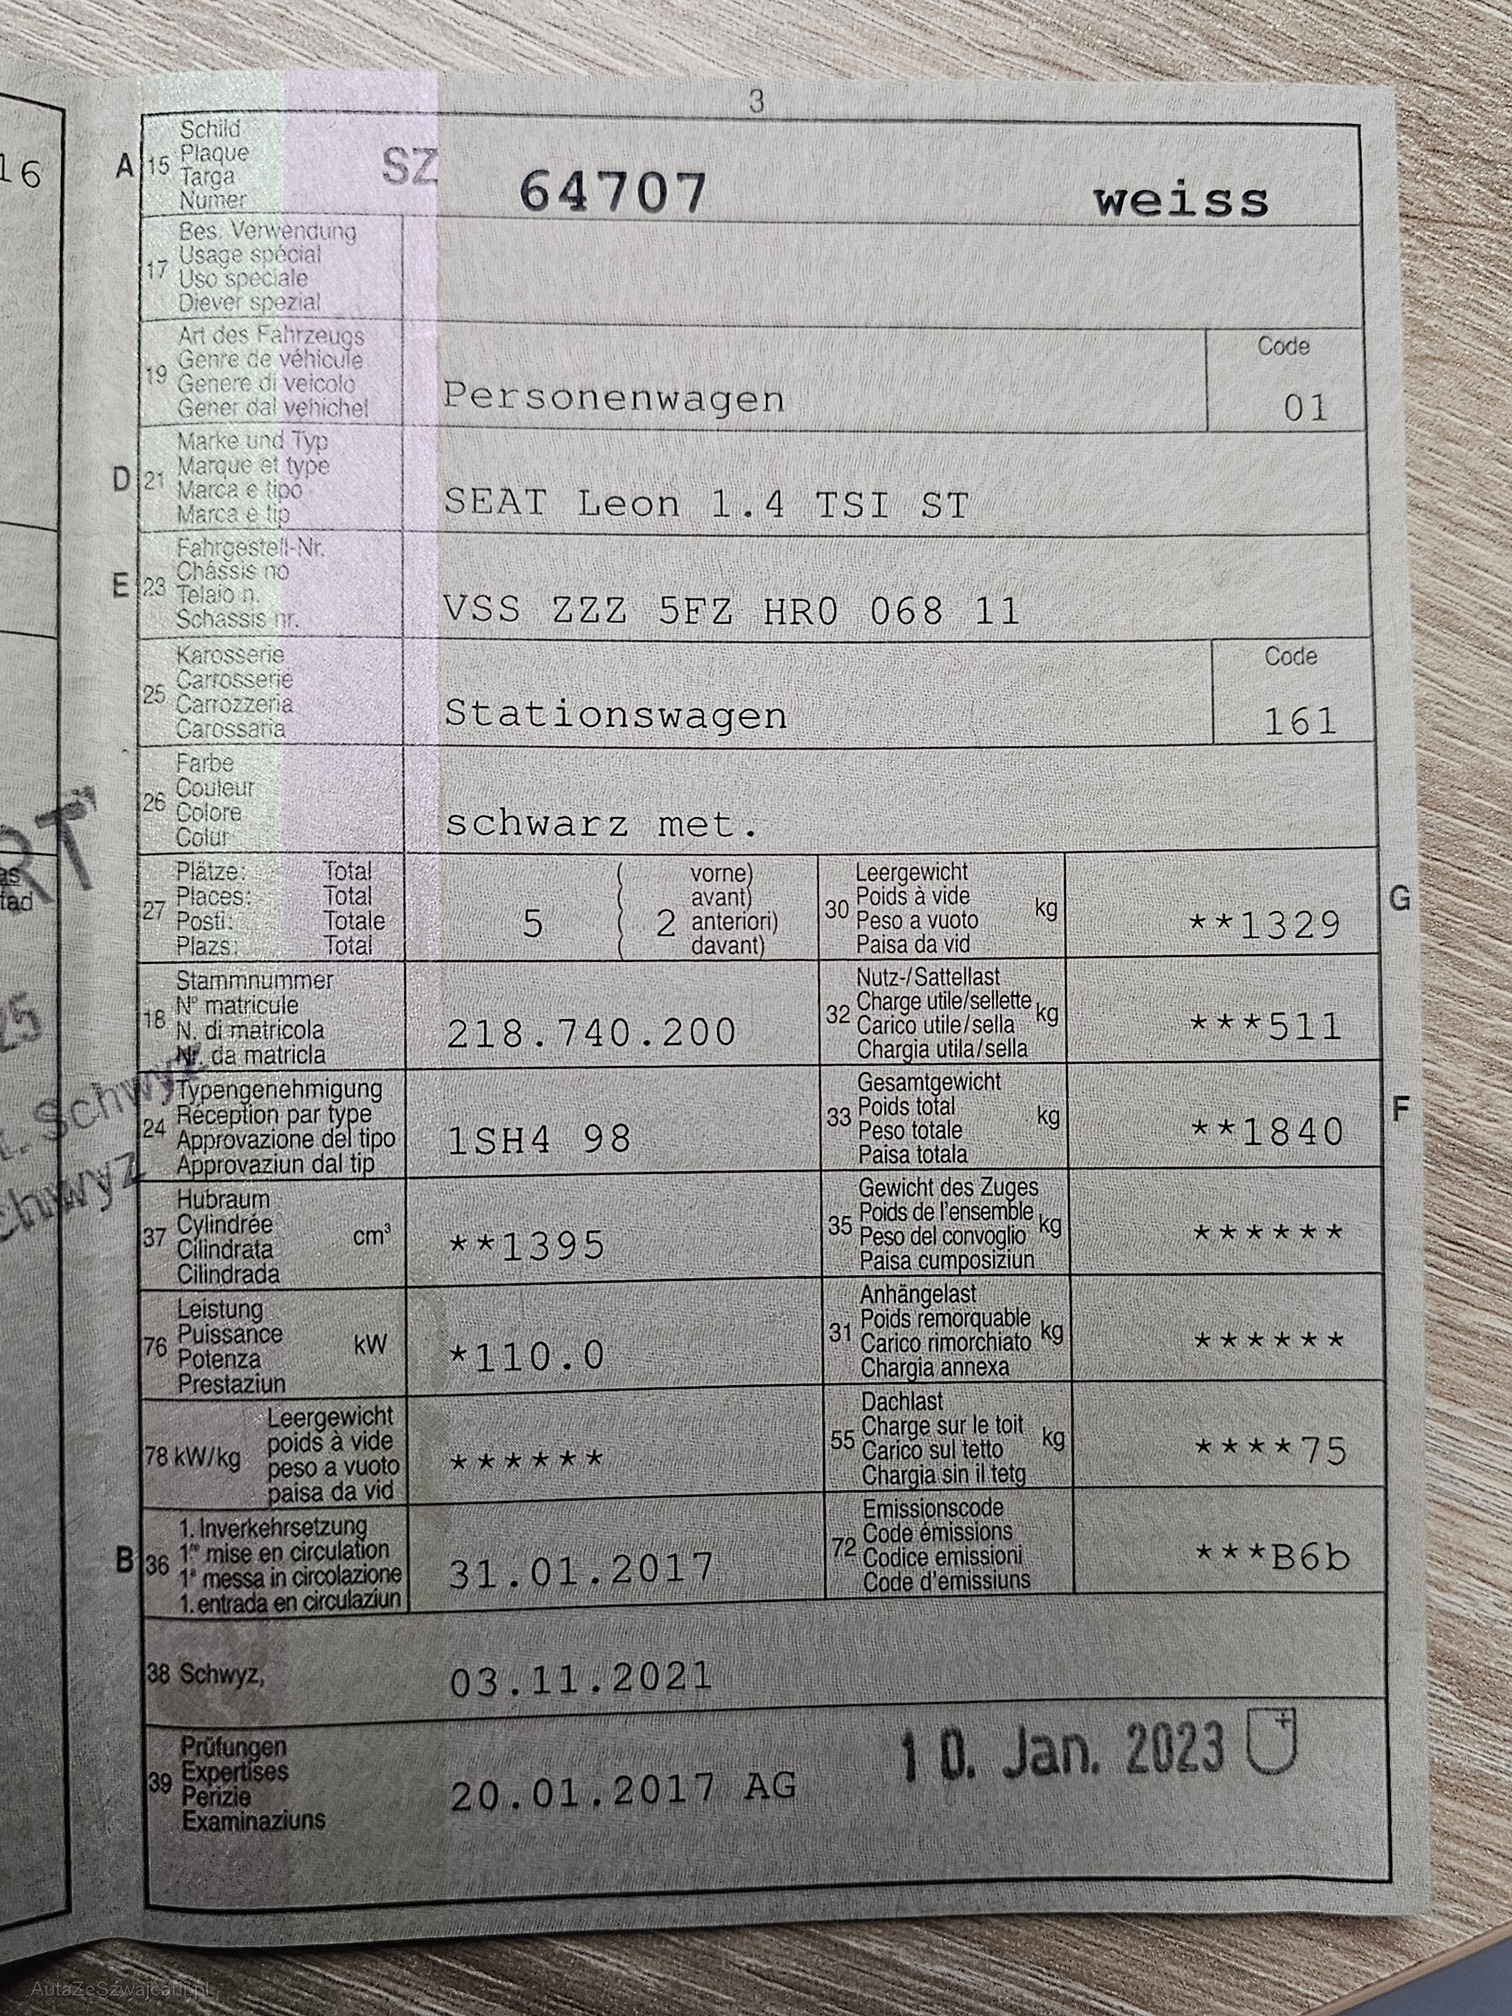 3
16
A 15 Schild
Plaque
Targa
Numer
SZ 64707 weiss
17 Bes. Verwendung
Usage spécial
Uso speciale
Diever spezial
19 Art des Fahrzeugs
Genre de véhicule
Genere di veicolo
Gener dal vehichel
Personenwagen
Code
01
D 21 Marke und Typ
Marque et type
Marca e tipo
Marca e tip
SEAT Leon 1.4 TSI ST
E 23 Fahrgestell-Nr.
Châssis no
Telaio n.
Schassis nr.
VSS ZZZ 5FZ HR0 068 11
25 Karosserie
Carrosserie
Carrozzeria
Carossaria
Stationswagen
Code
161
26 Farbe
Couleur
Colore
Colur
schwarz met.
27 Plätze: Total
Places: Total
Posti: Totale
Plazs: Total
5 ( 2 vorne)
avant)
anteriori)
davant)
30 Leergewicht
Poids à vide
Peso a vuoto
Paisa da vid
kg
**1329
G
18 Stammnummer
N° matricule
N. di matricola
Nr. da matricla
218.740.200
32 Nutz-/Sattellast
Charge utile/sellette
Carico utile/sella
Chargia utila/sella
kg
***511
24 Typengenehmigung
Réception par type
Approvazione del tipo
Approvaziun dal tip
1SH4 98
33 Gesamtgewicht
Poids total
Peso totale
Paisa totala
kg
**1840
F
37 Hubraum
Cylindrée
Cilindrata
Cilindrada
cm³
**1395
35 Gewicht des Zuges
Poids de l'ensemble
Peso del convoglio
Paisa cumposiziun
kg
******
76 Leistung
Puissance
Potenza
Prestaziun
kW
*110.0
31 Anhängelast
Poids remorquable
Carico rimorchiato
Chargia annexa
kg
******
78 kW/kg
Leergewicht
poids à vide
peso a vuoto
paisa da vid
******
55 Dachlast
Charge sur le toit
Carico sul tetto
Chargia sin il tetg
kg
****75
B 36 1. Inverkehrsetzung
1re mise en circulation
1a messa in circolazione
1. entrada en circulaziun
31.01.2017
72 Emissionscode
Code émissions
Codice emissioni
Code d'emissiuns
***B6b
38 Schwyz,
03.11.2021
39 Prüfungen
Expertises
Perizie
Examinaziuns
20.01.2017 AG
10. Jan. 2023
RT"
25
Schwyz
chwyz
AutaZeSzwajcarii.pl